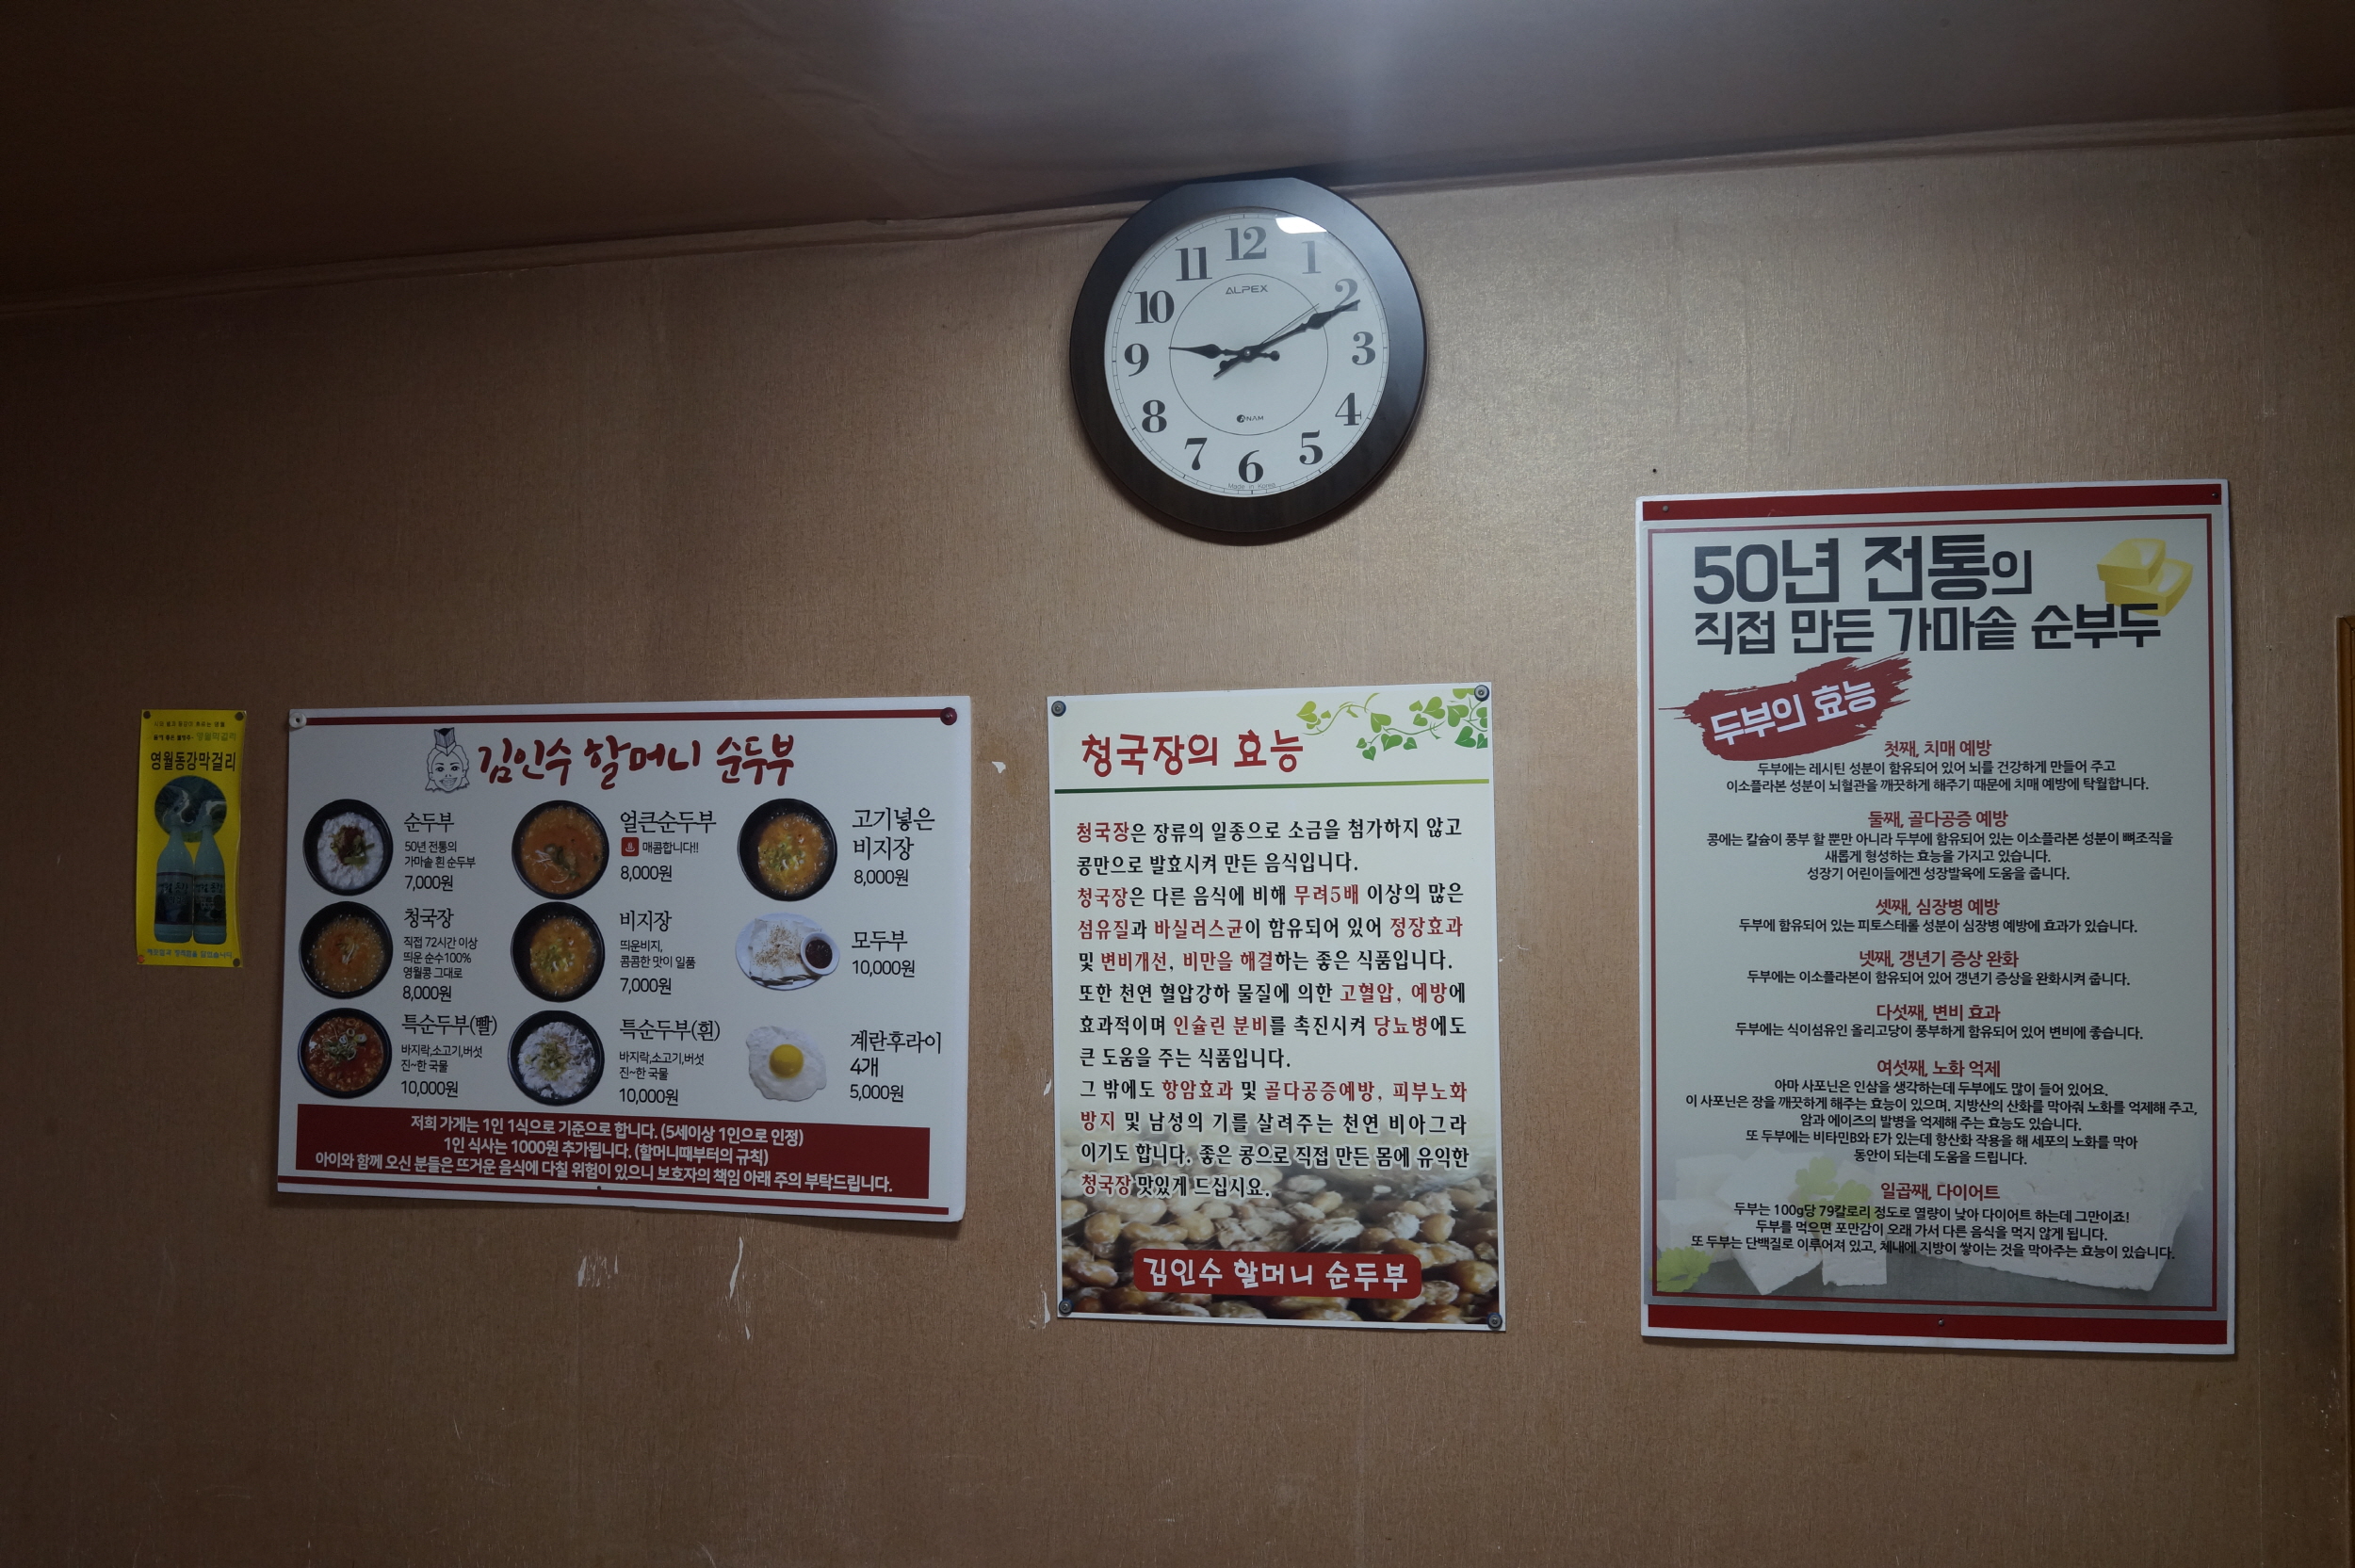 영월동강막걸리
김인수 할머니 순두부
순두부
50년 전통의
가마솥 흰 순두부
7,000원
얼큰순두부
매콤합니다!!
8,000원
고기넣은
비지장
8,000원
청국장
직접 72시간 이상
띄운 순수100%
영월콩 그대로
8,000원
비지장
띄운비지,
콤콤한 맛이 일품
7,000원
모두부
10,000원
특순두부(빨)
바지락,소고기,버섯
진~한 국물
10,000원
특순두부(흰)
바지락,소고기,버섯
진~한 국물
10,000원
계란후라이
4개
5,000원
저희 가게는 1인 1식으로 기준으로 합니다. (5세이상 1인으로 인정)
1인 식사는 1000원 추가됩니다. (할머니때부터의 규칙)
아이와 함께 오신 분들은 뜨거운 음식에 다칠 위험이 있으니 보호자의 책임 아래 주의 부탁드립니다.
12
1
2
3
4
5
6
7
8
9
10
11
ALPEX
NAM
Made in Korea
청국장의 효능
청국장은 장류의 일종으로 소금을 첨가하지 않고
콩만으로 발효시켜 만든 음식입니다.
청국장은 다른 음식에 비해 무려5배 이상의 많은
섬유질과 바실러스균이 함유되어 있어 정장효과
및 변비개선, 비만을 해결하는 좋은 식품입니다.
또한 천연 혈압강하 물질에 의한 고혈압, 예방에
효과적이며 인슐린 분비를 촉진시켜 당뇨병에도
큰 도움을 주는 식품입니다.
그 밖에도 항암효과 및 골다공증예방, 피부노화
방지 및 남성의 기를 살려주는 천연 비아그라
이기도 합니다. 좋은 콩으로 직접 만든 몸에 유익한
청국장 맛있게 드십시요.
김인수 할머니 순두부
50년 전통의
직접 만든 가마솥 순부두
두부의 효능
첫째, 치매 예방
두부에는 레시틴 성분이 함유되어 있어 뇌를 건강하게 만들어 주고
이소플라본 성분이 뇌혈관을 깨끗하게 해주기 때문에 치매 예방에 탁월합니다.
둘째, 골다공증 예방
콩에는 칼슘이 풍부 할 뿐만 아니라 두부에 함유되어 있는 이소플라본 성분이 뼈조직을
새롭게 형성하는 효능을 가지고 있습니다.
성장기 어린이들에겐 성장발육에 도움을 줍니다.
셋째, 심장병 예방
두부에 함유되어 있는 피토스테롤 성분이 심장병 예방에 효과가 있습니다.
넷째, 갱년기 증상 완화
두부에는 이소플라본이 함유되어 있어 갱년기 증상을 완화시켜 줍니다.
다섯째, 변비 효과
두부에는 식이섬유인 올리고당이 풍부하게 함유되어 있어 변비에 좋습니다.
여섯째, 노화 억제
아마 사포닌은 인삼을 생각하는데 두부에도 많이 들어 있어요.
이 사포닌은 장을 깨끗하게 해주는 효능이 있으며. 지방산의 산화를 막아줘 노화를 억제해 주고,
암과 에이즈의 발병을 억제해 주는 효능도 있습니다.
또 두부에는 비타민B와 E가 있는데 항산화 작용을 해 세포의 노화를 막아
동안이 되는데 도움을 드립니다.
일곱째, 다이어트
두부는 100g당 79칼로리 정도로 열량이 낮아 다이어트 하는데 그만이죠!
두부를 먹으면 포만감이 오래 가서 다른 음식을 먹지 않게 됩니다.
또 두부는 단백질로 이루어져 있고, 체내에 지방이 쌓이는 것을 막아주는 효능이 있습니다.